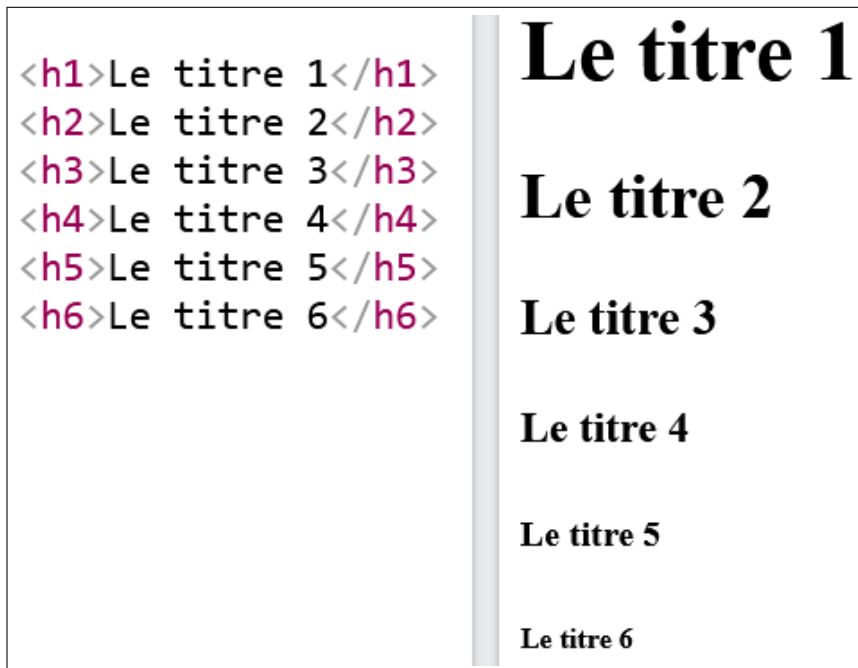 <h1>Le titre 1</h1>
<h2>Le titre 2</h2>
<h3>Le titre 3</h3>
<h4>Le titre 4</h4>
<h5>Le titre 5</h5>
<h6>Le titre 6</h6>
Le titre 1
Le titre 2
Le titre 3
Le titre 4
Le titre 5
Le titre 6